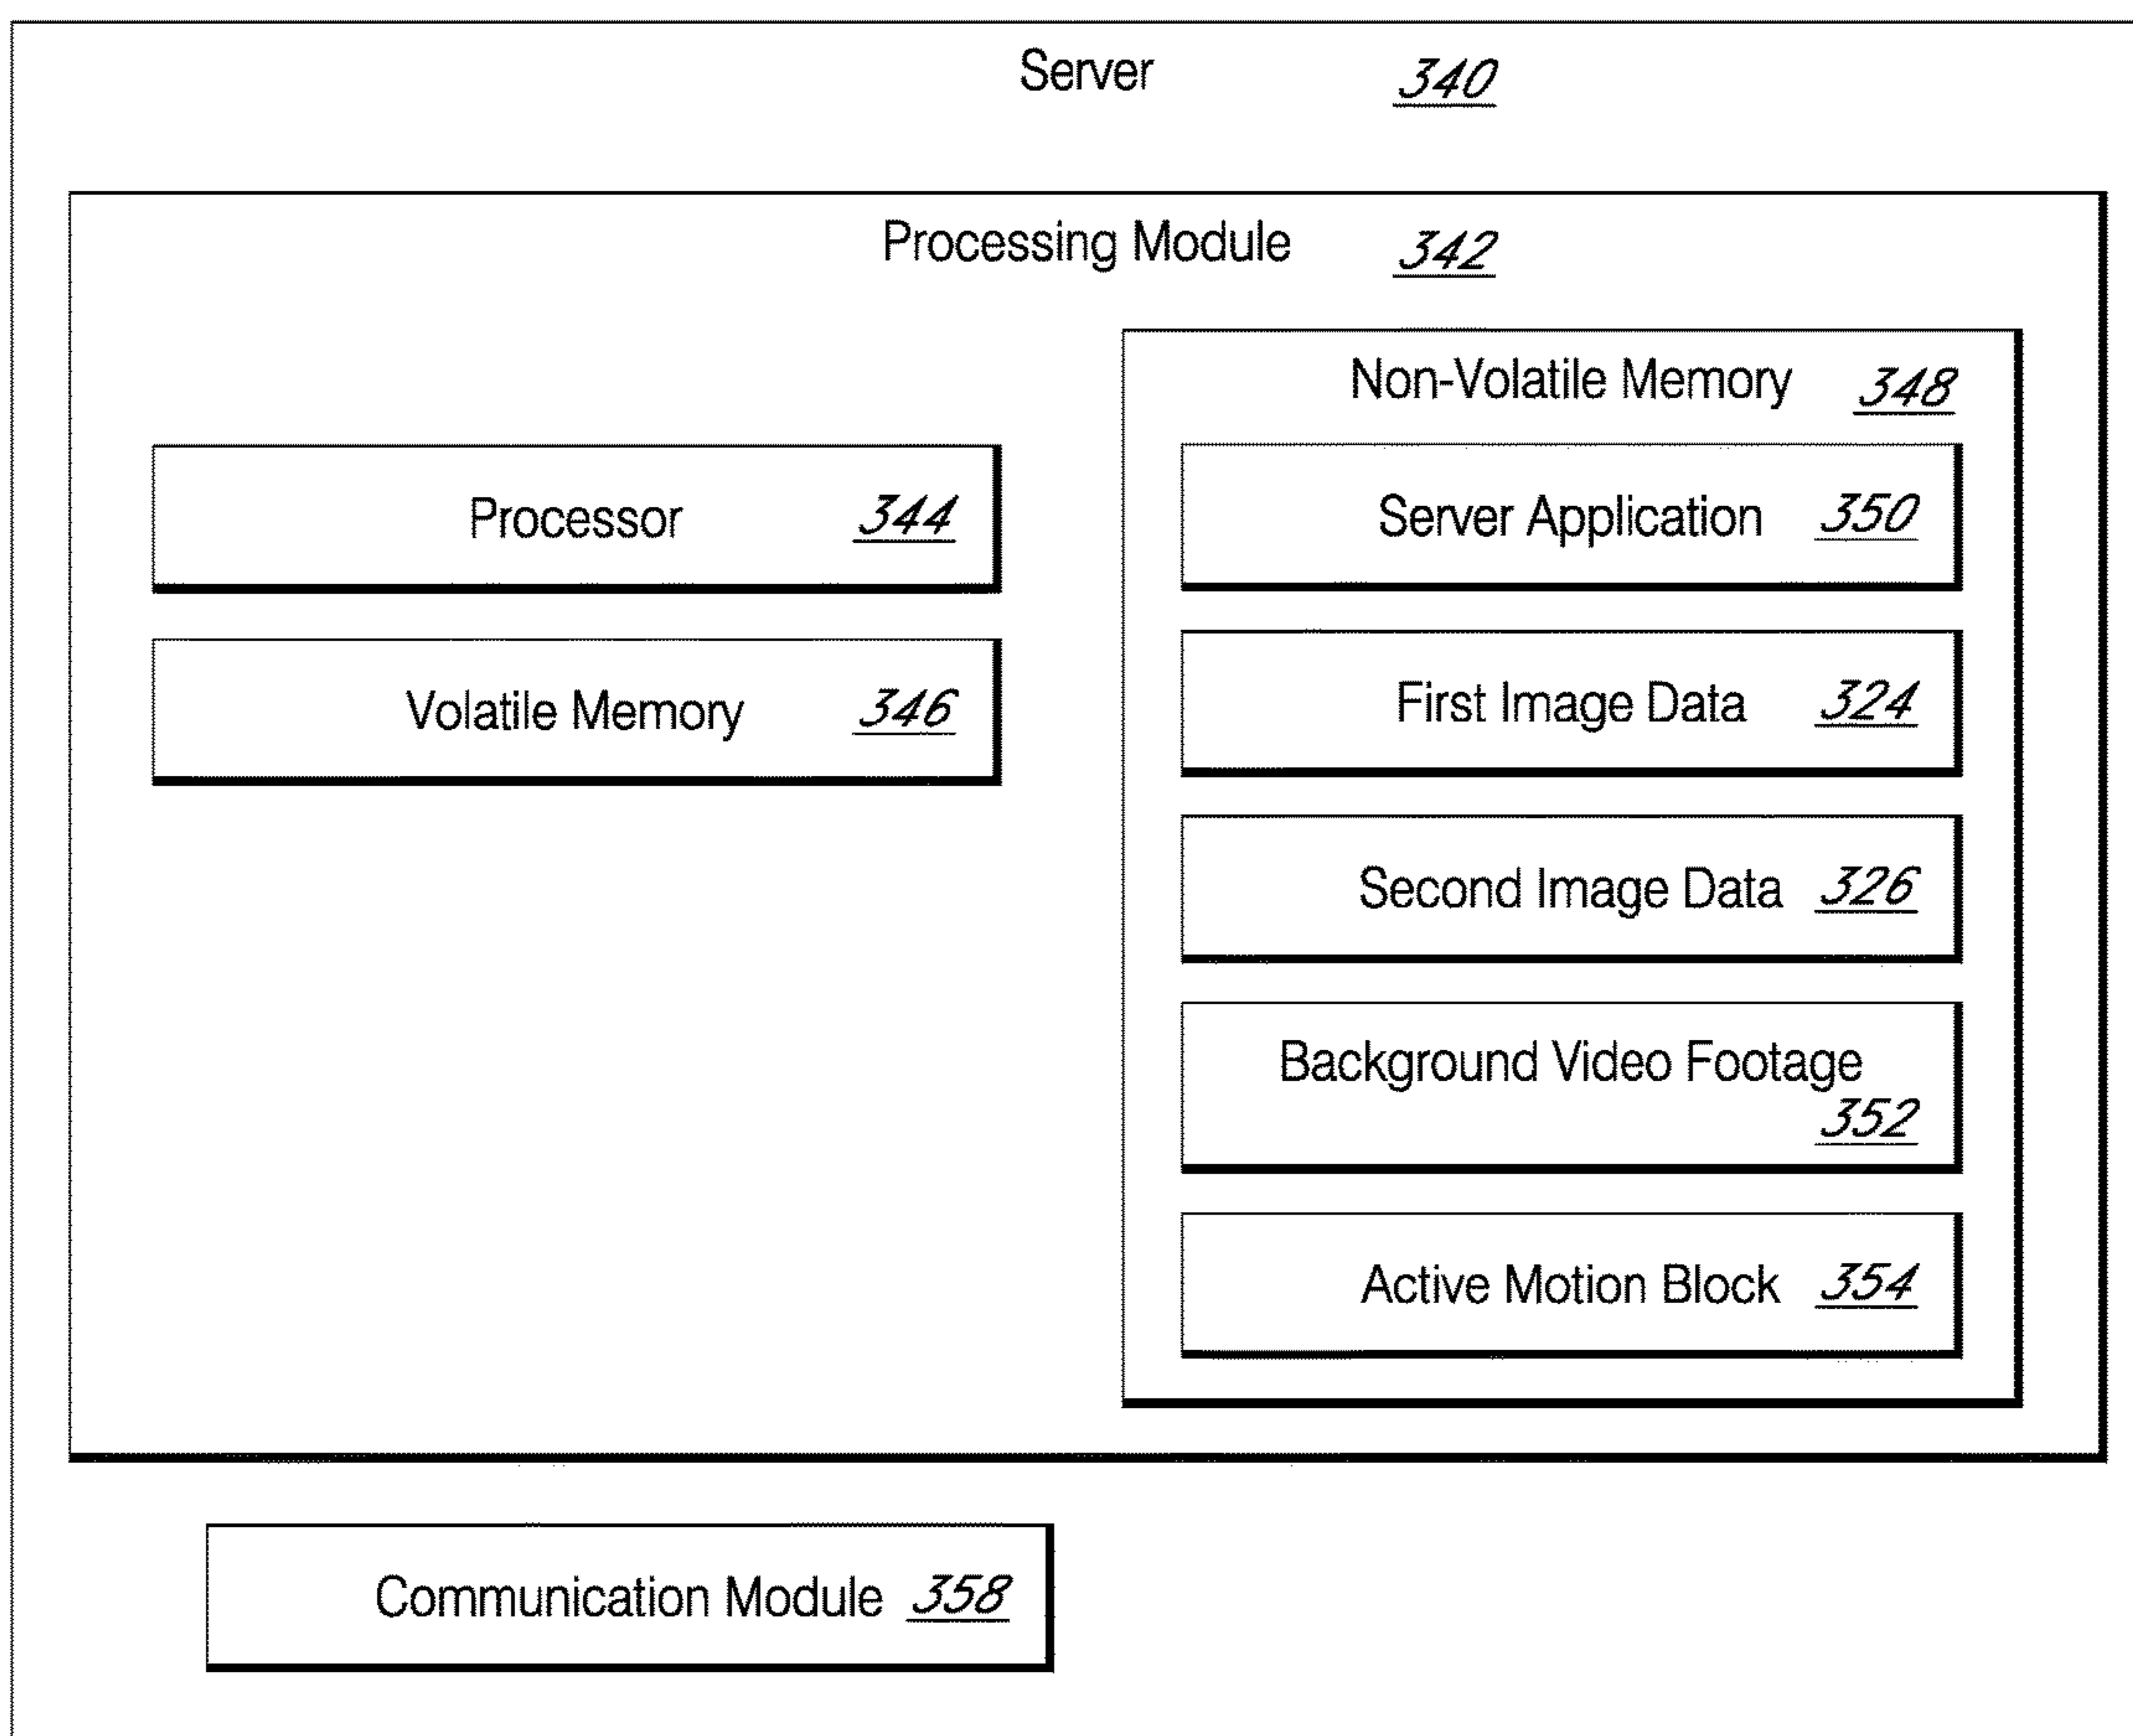 Server 340
Processing Module 342
Non-Volatile Memory 348
Processor 344
Volatile Memory 346
Server Application 350
First Image Data 324
Second Image Data 326
Background Video Footage
352
Active Motion Block 354
Communication Module 358